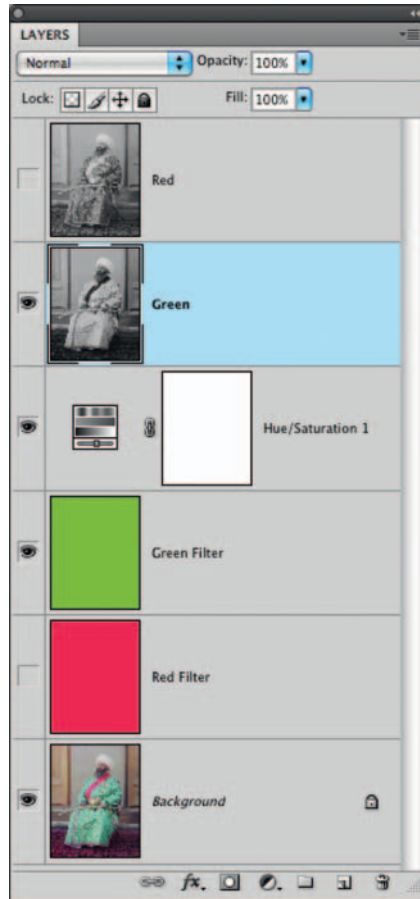 LAYERS
Normal Opacity: 100%
Lock: Fill: 100%
Red
Green
Hue/Saturation 1
Green Filter
Red Filter
Background
fx.